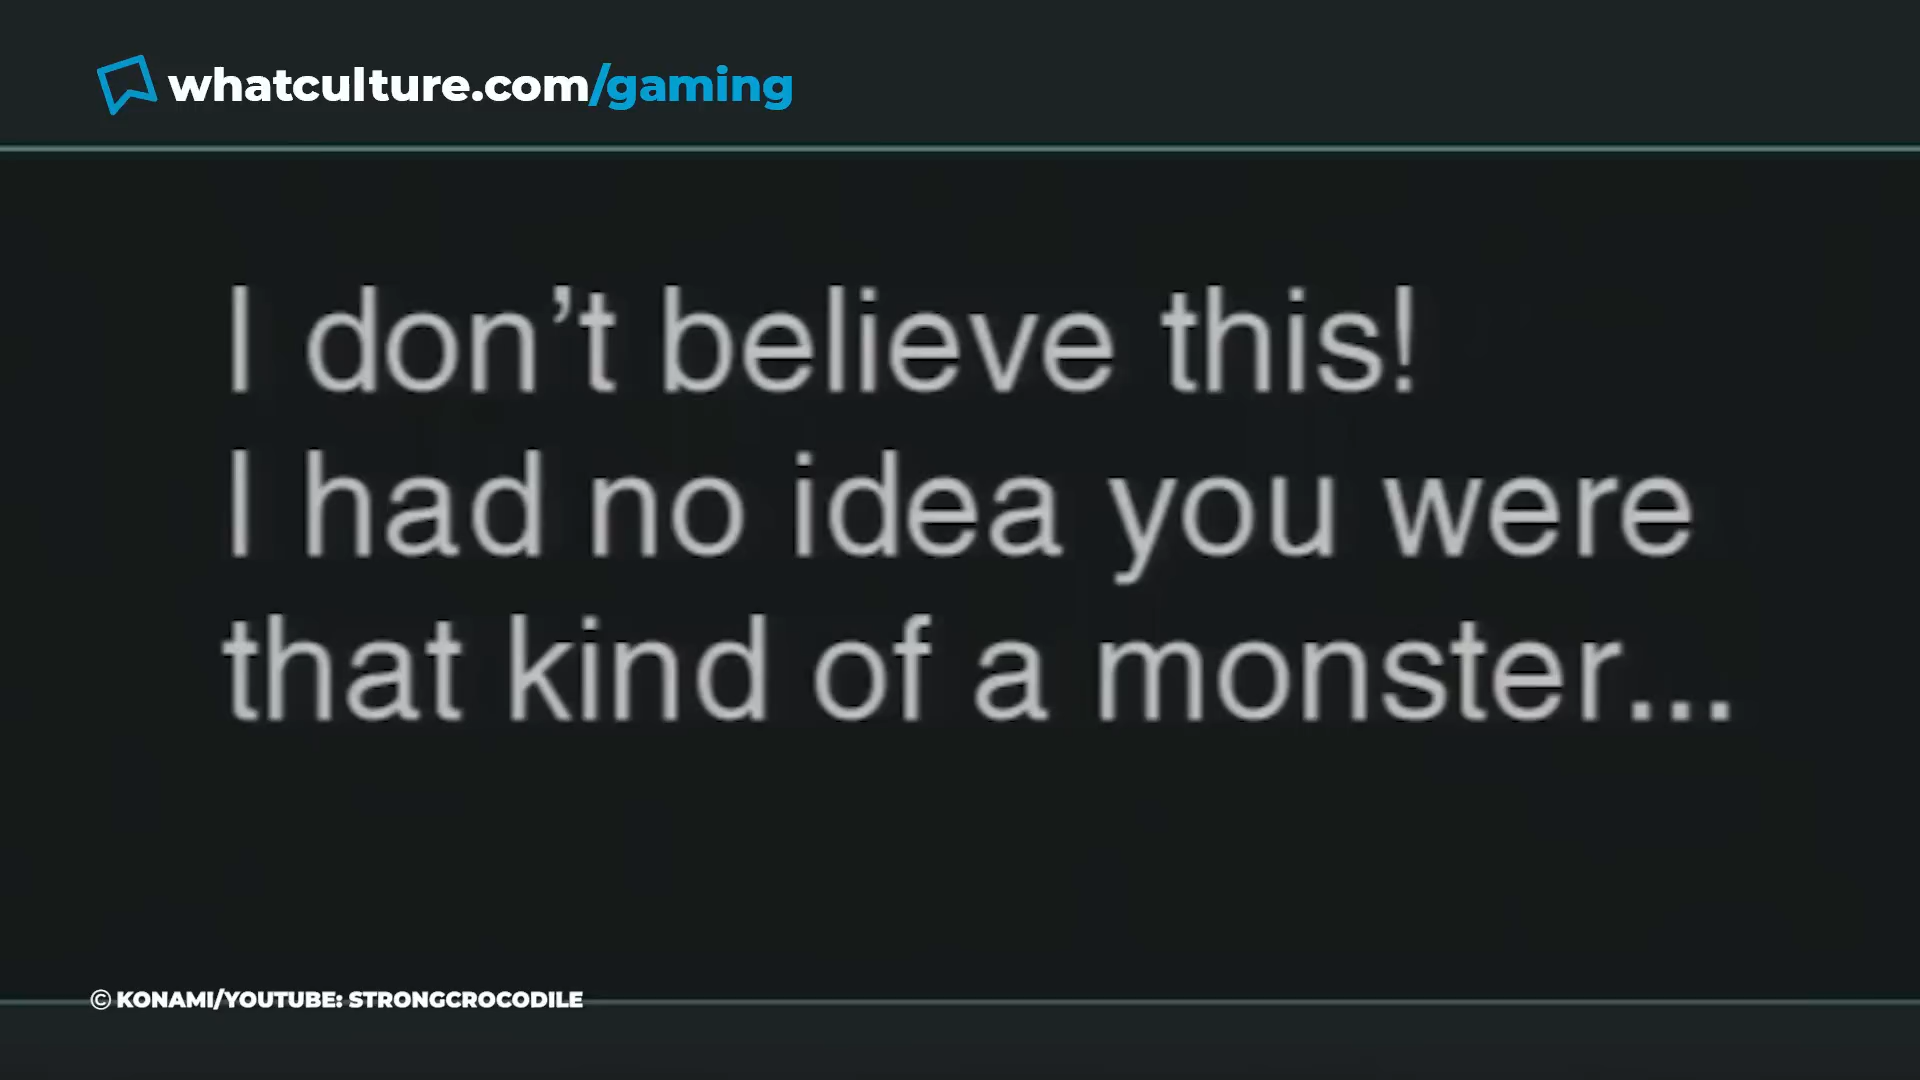 whatculture.com/gaming
I don’t believe this!
I had no idea you were
that kind of a monster...
© KONAMI/YOUTUBE: STRONGCROCODILE